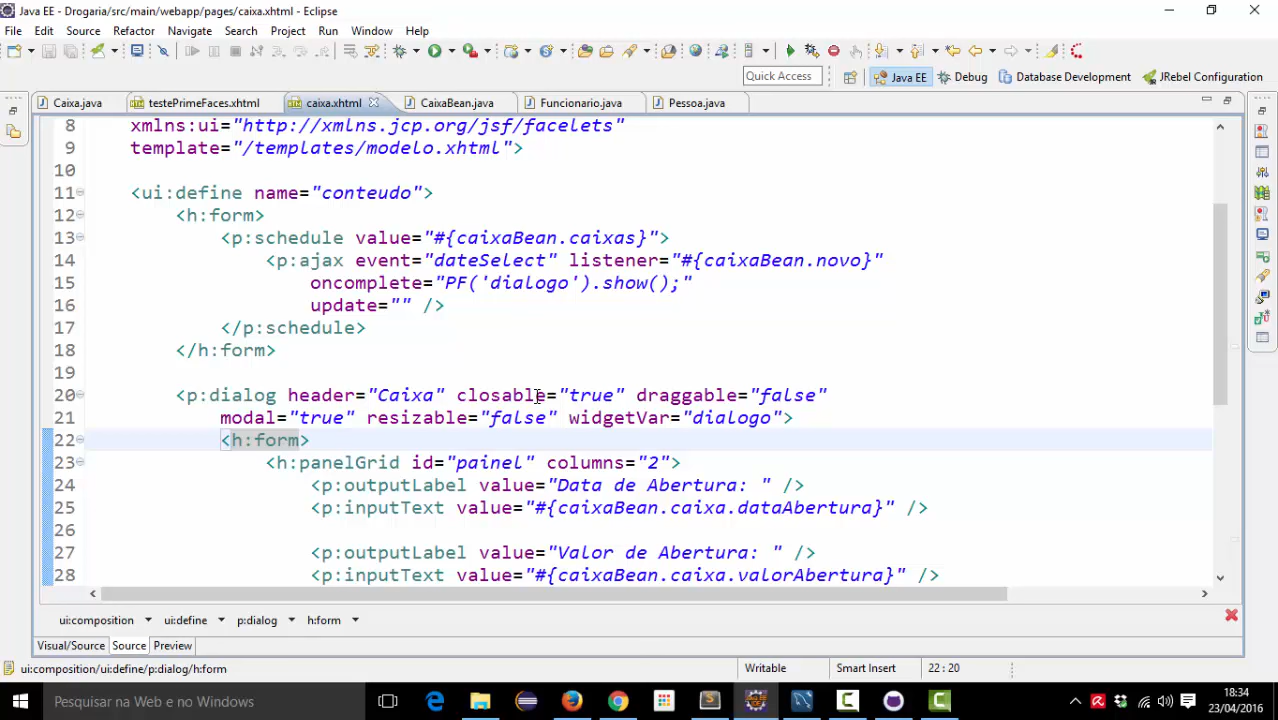 Java EE - Drogaria/src/main/webapp/pages/caixa.xhtml - Eclipse
File Edit Source Refactor Navigate Search Project Run Window Help
Quick Access Java EE Debug Database Development JRebel Configuration
Caixa.java testePrimeFaces.xhtml caixa.xhtml CaixaBean.java Funcionario.java Pessoa.java
8 xmlns:ui="http://xmlns.jcp.org/jsf/facelets"
9 template="/templates/modelo.xhtml">
10
11 <ui:define name="conteudo">
12 <h:form>
13 <p:schedule value="#{caixaBean.caixas}">
14 <p:ajax event="dateSelect" listener="#{caixaBean.novo}"
15 oncomplete="PF('dialogo').show();"
16 update="" />
17 </p:schedule>
18 </h:form>
19
20 <p:dialog header="Caixa" closable="true" draggable="false"
21 modal="true" resizable="false" widgetVar="dialogo">
22 <h:form>
23 <h:panelGrid id="painel" columns="2">
24 <p:outputLabel value="Data de Abertura: " />
25 <p:inputText value="#{caixaBean.caixa.dataAbertura}" />
26
27 <p:outputLabel value="Valor de Abertura: " />
28 <p:inputText value="#{caixaBean.caixa.valorAbertura}" />
ui:composition ui:define p:dialog h:form
Visual/Source Source Preview
ui:composition/ui:define/p:dialog/h:form Writable Smart Insert 22 : 20
Pesquisar na Web e no Windows
18:34
23/04/2016